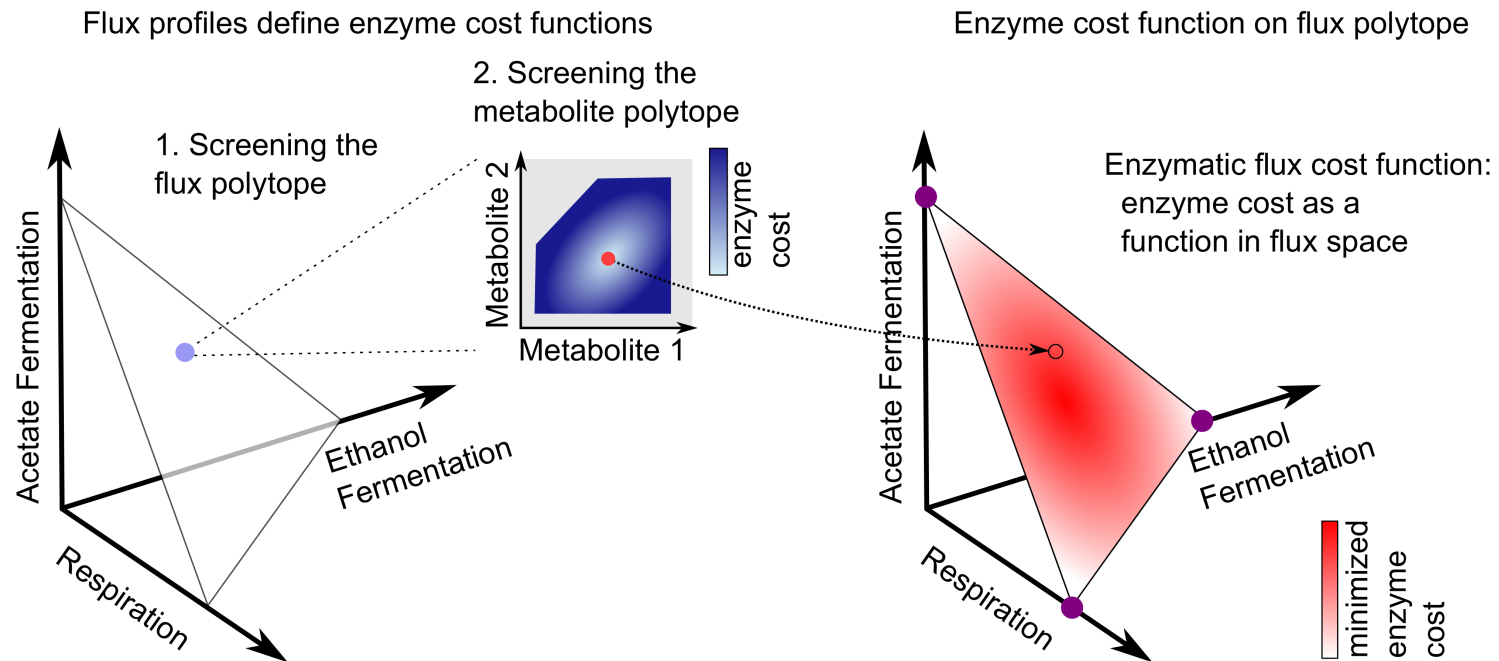 Flux profiles define enzyme cost functions
Enzyme cost function on flux polytope
2. Screening the
metabolite polytope
1. Screening the
flux polytope
Metabolite 2
Metabolite 1
enzyme
cost
Acetate Fermentation
Ethanol
Fermentation
Respiration
Enzymatic flux cost function:
enzyme cost as a
function in flux space
Acetate Fermentation
Ethanol
Fermentation
Respiration
minimized
enzyme
cost